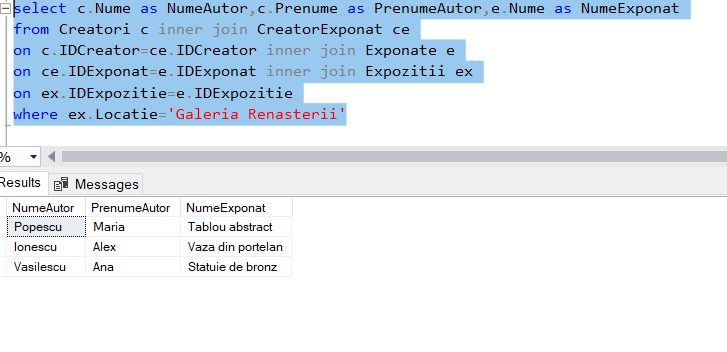 select c.Nume as NumeAutor,c.Prenume as PrenumeAutor,e.Nume as NumeExponat
from Creatori c inner join CreatorExponat ce
on c.IDCreator=ce.IDCreator inner join Exponate e
on ce.IDExponat=e.IDExponat inner join Expozitii ex
on ex.IDExpozitie=e.IDExpozitie
where ex.Locatie='Galeria Renasterii'
%
Results Messages
NumeAutor PrenumeAutor NumeExponat
Popescu Maria Tablou abstract
Ionescu Alex Vaza din portelan
Vasilescu Ana Statuie de bronz